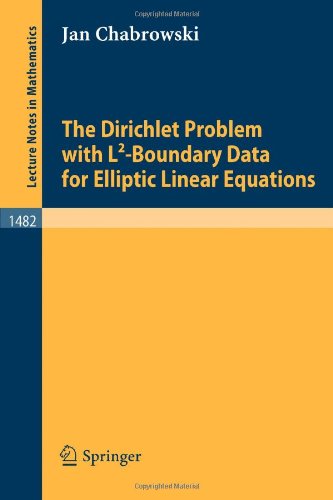 Jan Chabrowski
Lecture Notes in Mathematics
The Dirichlet Problem
with L²-Boundary Data
for Elliptic Linear Equations
1482
Springer